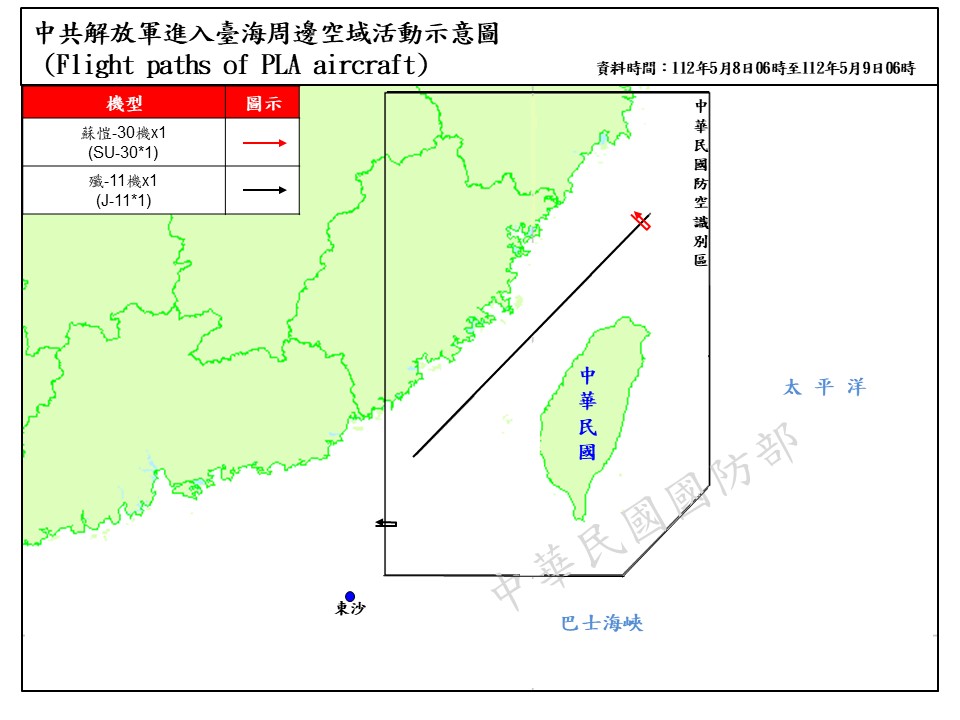 中共解放軍進入臺海周邊空域活動示意圖
(Flight paths of PLA aircraft)
資料時間：112年5月8日06時至112年5月9日06時
機型
圖示
蘇愷-30機x1
(SU-30*1)
殲-11機x1
(J-11*1)
中華民國防空識別區
太平洋
中華民國
中華民國國防部
東沙
巴士海峽